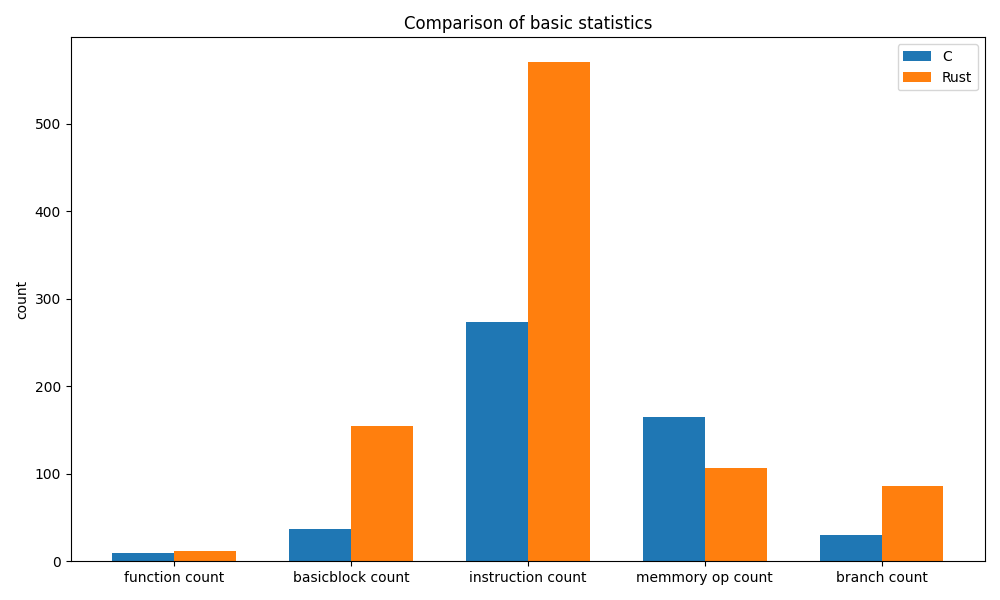 Comparison of basic statistics
C
Rust
count
500
400
300
200
100
0
function count
basicblock count
instruction count
memmory op count
branch count